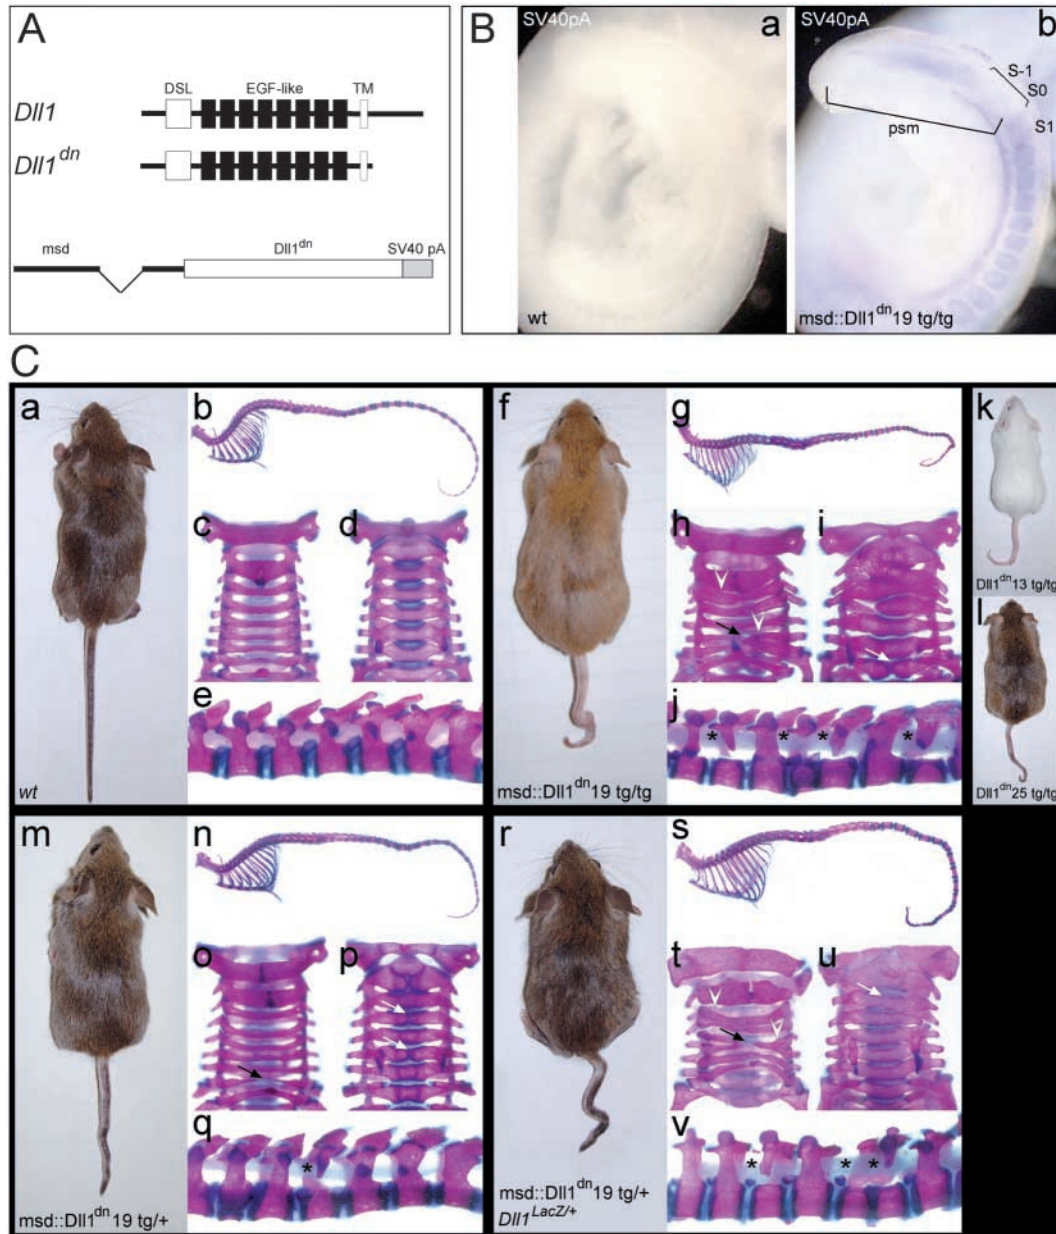 A
DSL EGF-like TM
Dll1
Dll1dn
msd Dll1dn SV40 pA
B
SV40pA a
wt
SV40pA b
S-1
S0
S1
psm
msd::Dll1dn19 tg/tg
C
a b f g k
c d h i
Dll1dn13 tg/tg
l
e j
* * * *
wt
msd::Dll1dn19 tg/tg
Dll1dn25 tg/tg
m n r s
o p t u
q v
*
* * *
msd::Dll1dn19 tg/+
msd::Dll1dn19 tg/+
Dll1LacZ/+